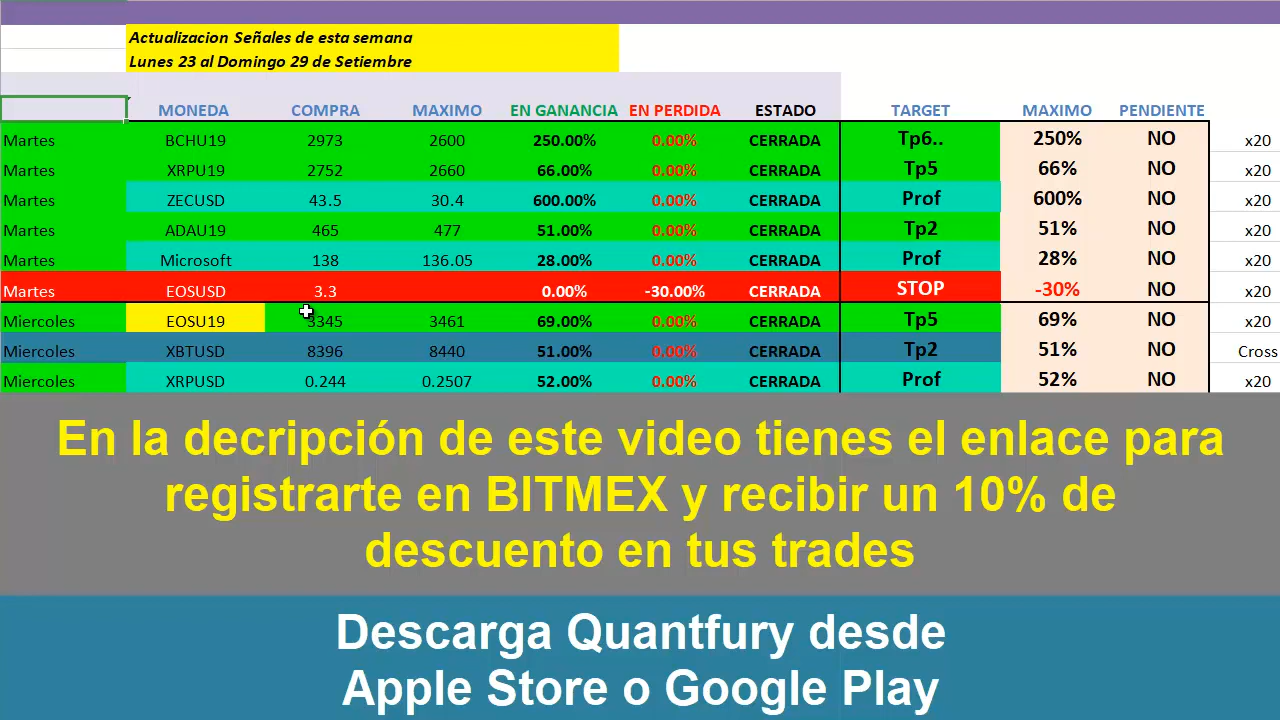 Actualizacion Señales de esta semana
Lunes 23 al Domingo 29 de Setiembre
MONEDA COMPRA MAXIMO EN GANANCIA EN PERDIDA ESTADO TARGET MAXIMO PENDIENTE
Martes BCHU19 2973 2600 250.00% 0.00% CERRADA Tp6.. 250% NO x20
Martes XRPU19 2752 2660 66.00% 0.00% CERRADA Tp5 66% NO x20
Martes ZECUSD 43.5 30.4 600.00% 0.00% CERRADA Prof 600% NO x20
Martes ADAU19 465 477 51.00% 0.00% CERRADA Tp2 51% NO x20
Martes Microsoft 138 136.05 28.00% 0.00% CERRADA Prof 28% NO x20
Martes EOSUSD 3.3 0.00% -30.00% CERRADA STOP -30% NO x20
Miercoles EOSU19 3345 3461 69.00% 0.00% CERRADA Tp5 69% NO x20
Miercoles XBTUSD 8396 8440 51.00% 0.00% CERRADA Tp2 51% NO Cross
Miercoles XRPUSD 0.244 0.2507 52.00% 0.00% CERRADA Prof 52% NO x20
En la decripción de este video tienes el enlace para
registrarte en BITMEX y recibir un 10% de
descuento en tus trades
Descarga Quantfury desde
Apple Store o Google Play